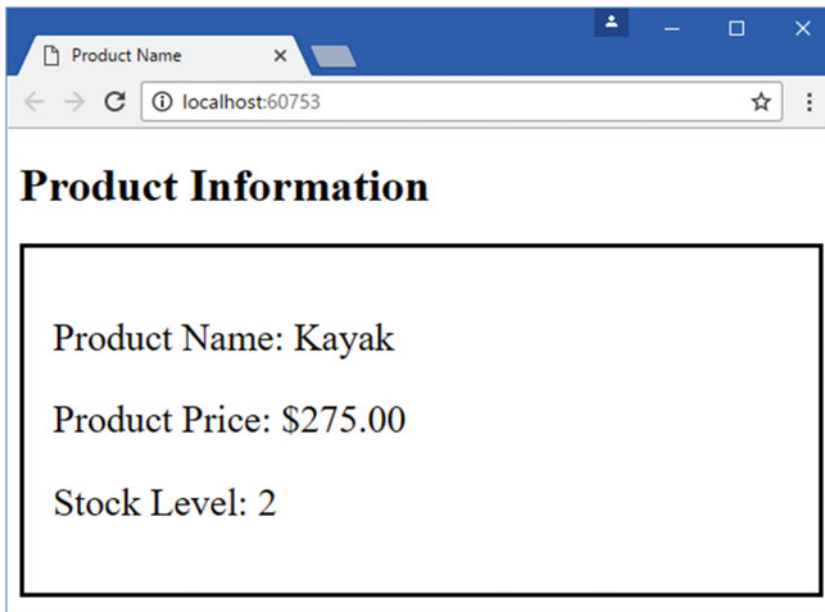 Product Name
localhost:60753
Product Information
Product Name: Kayak
Product Price: $275.00
Stock Level: 2